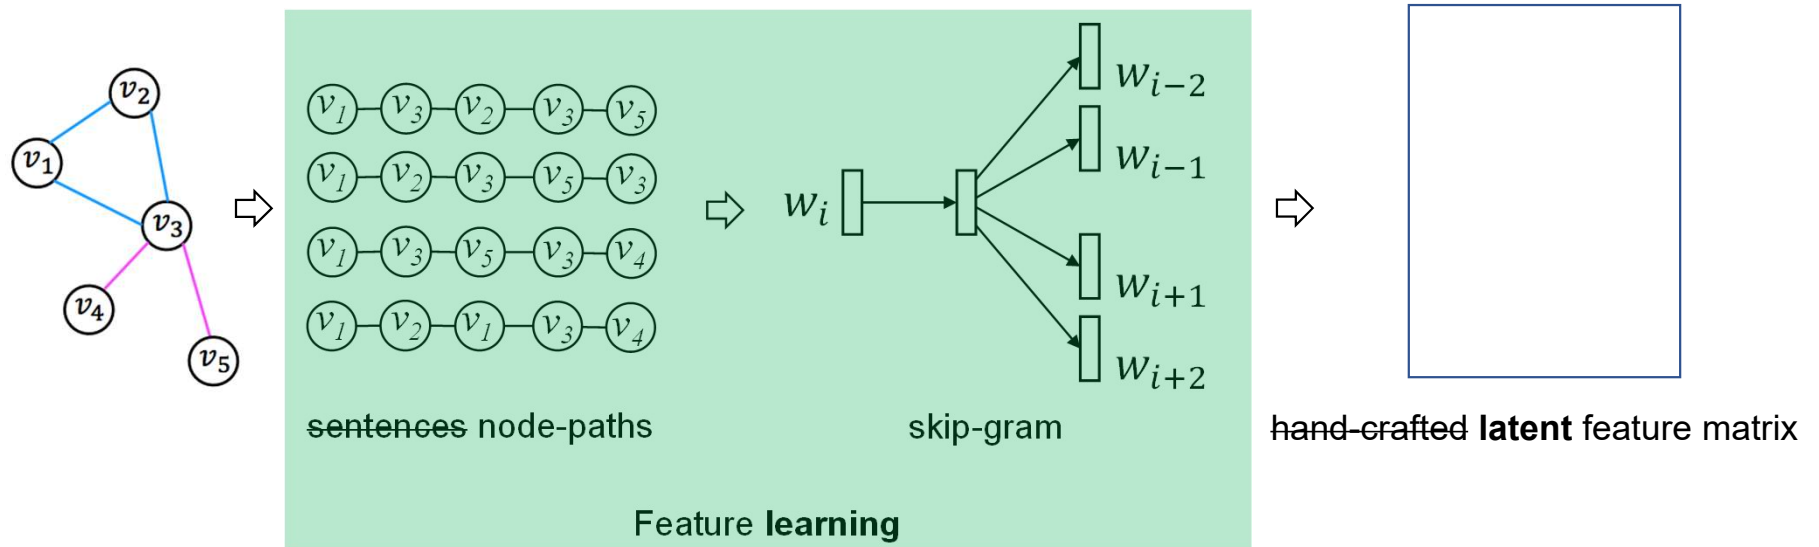 v₂
v₁
v₃
v₄
v₅
v₁ v₃ v₂ v₃ v₅
v₁ v₂ v₃ v₅ v₃
v₁ v₃ v₅ v₃ v₄
v₁ v₂ v₁ v₃ v₄
sentences node-paths
wᵢ
wᵢ₋₂
wᵢ₋₁
wᵢ₊₁
wᵢ₊₂
skip-gram
Feature learning
hand-crafted latent feature matrix